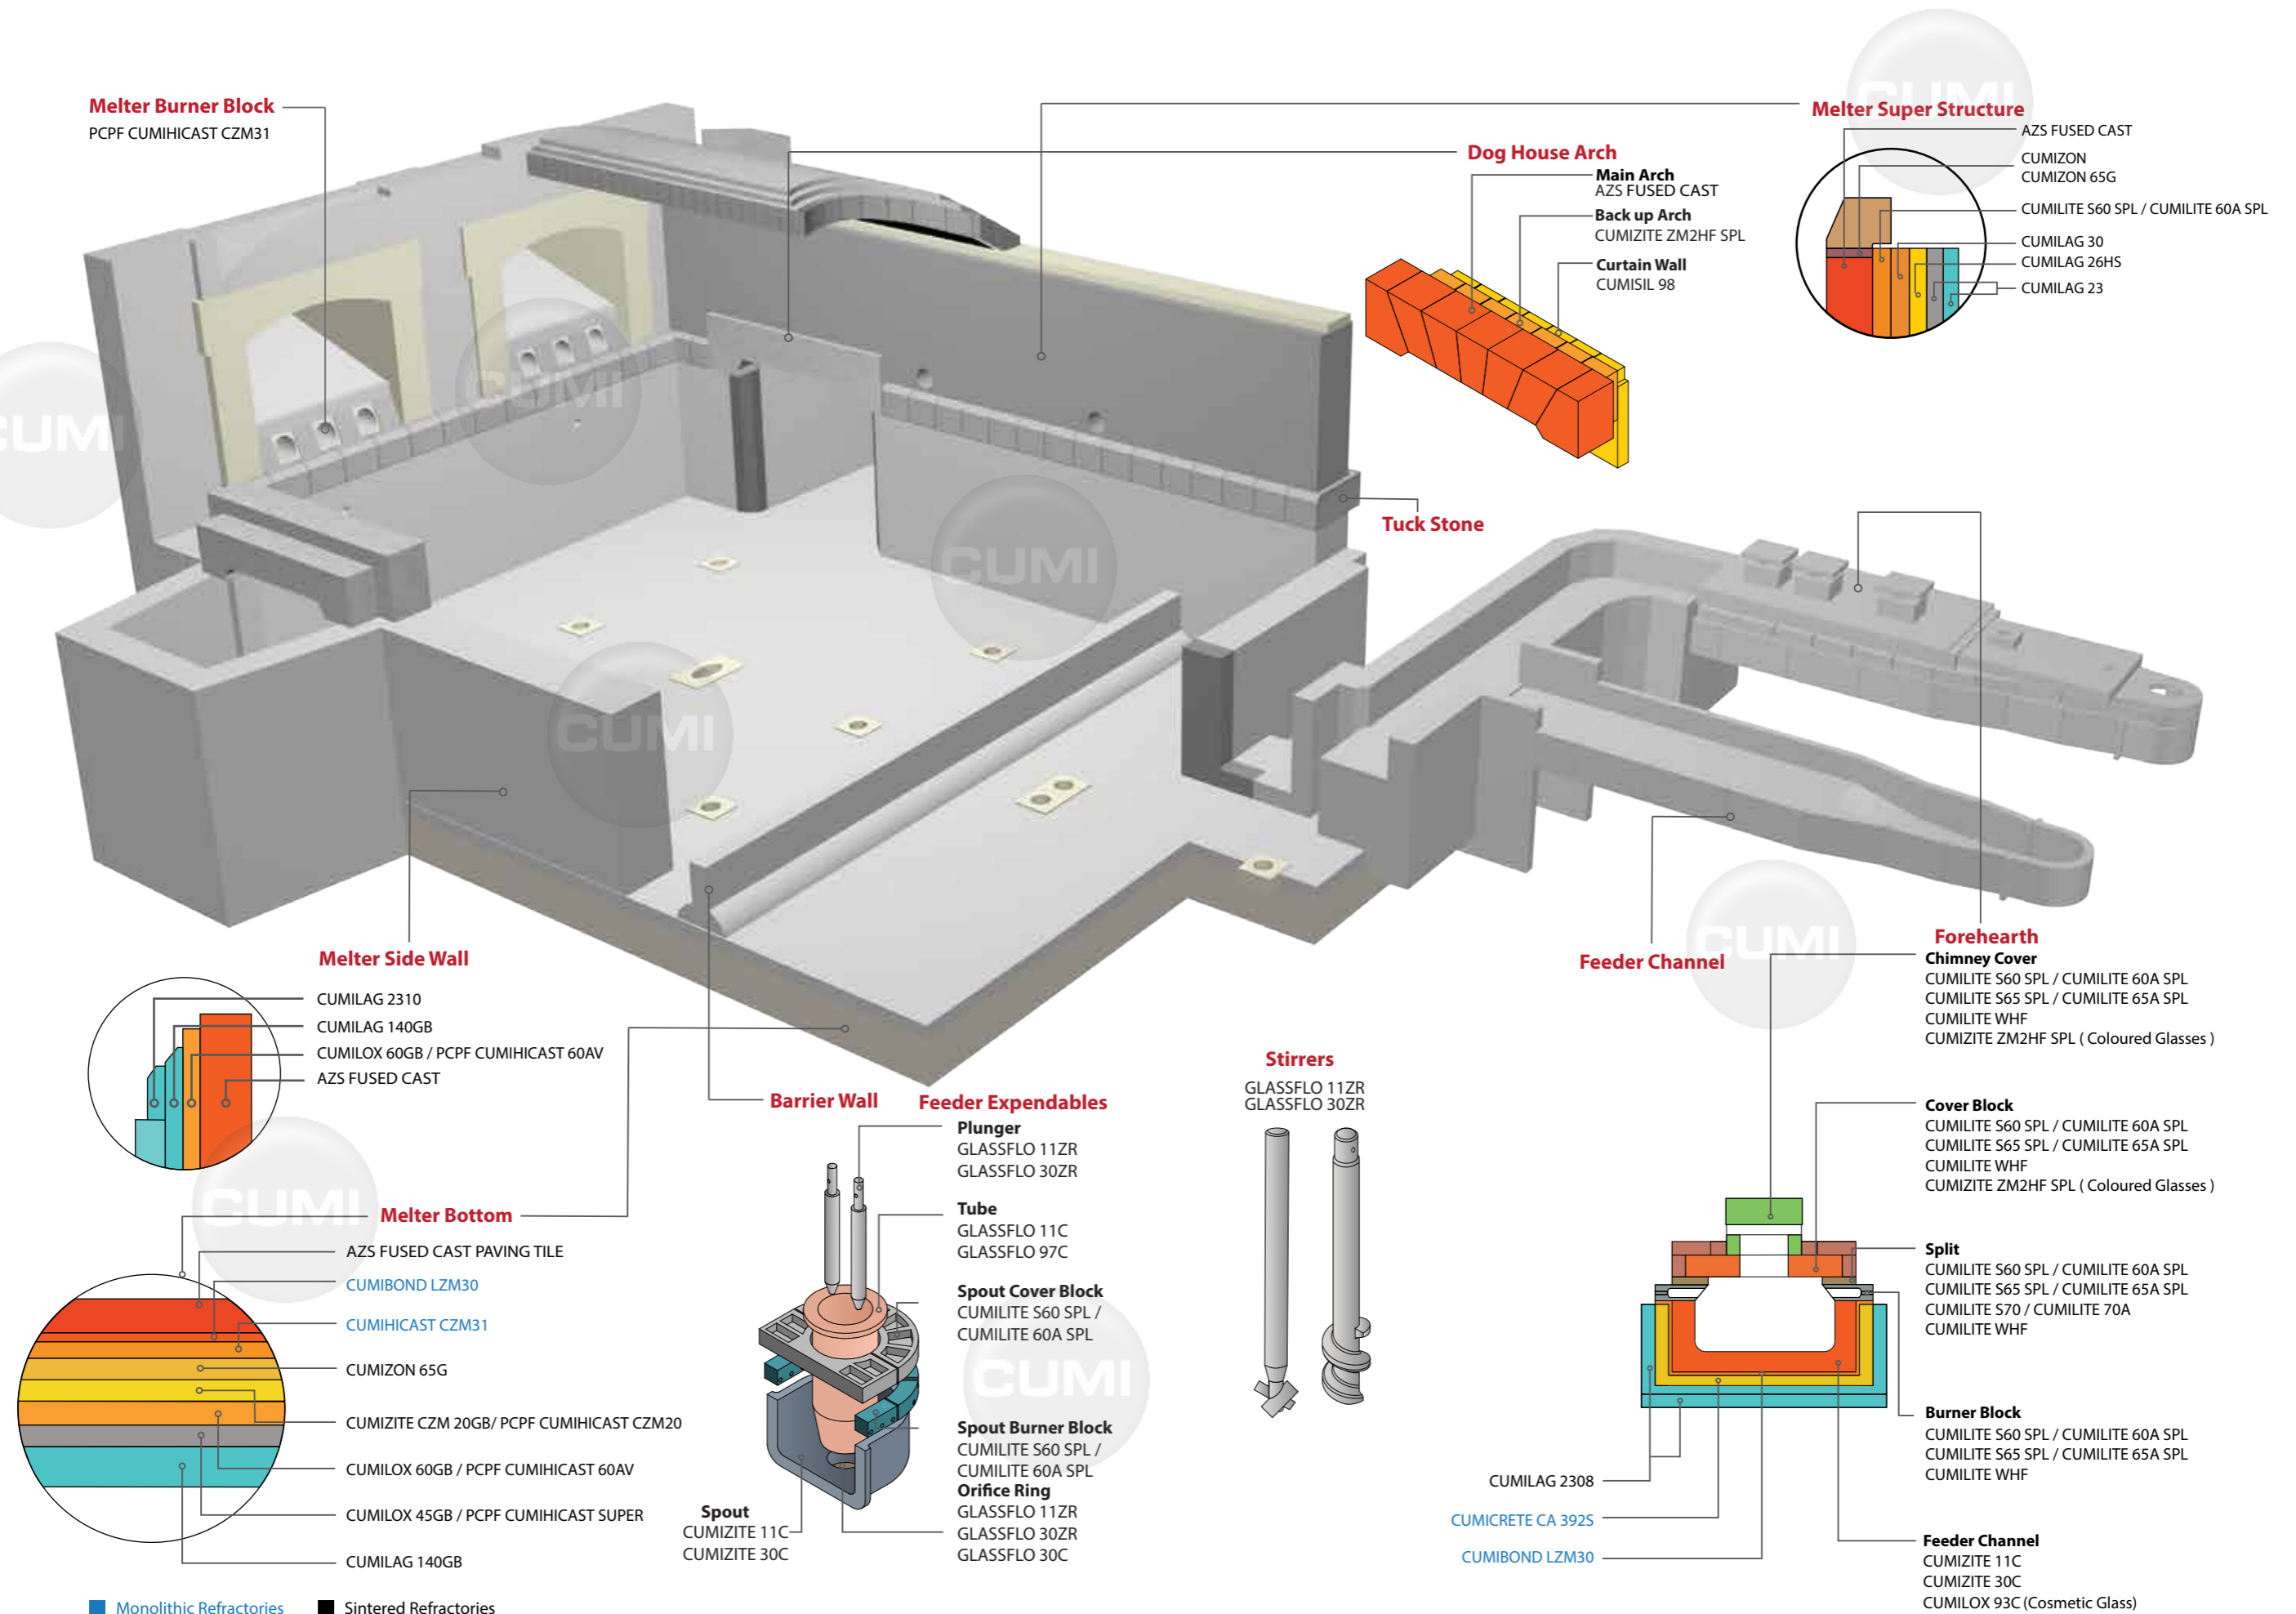 Melter Burner Block
PCPF CUMIHICAST CZM31
Melter Super Structure
AZS FUSED CAST
CUMIZON
CUMIZON 65G
CUMILITE S60 SPL / CUMILITE 60A SPL
CUMILAG 30
CUMILAG 26HS
CUMILAG 23
Dog House Arch
Main Arch
AZS FUSED CAST
Back up Arch
CUMIZITE ZM2HF SPL
Curtain Wall
CUMISIL 98
Tuck Stone
CUMI
CUMI
CUMI
CUMI
CUMI
CUMI
CUMI
CUMI
CUMI
Melter Side Wall
CUMILAG 2310
CUMILAG 140GB
CUMILOX 60GB / PCPF CUMIHICAST 60AV
AZS FUSED CAST
Melter Bottom
AZS FUSED CAST PAVING TILE
CUMIBOND LZM30
CUMIHICAST CZM31
CUMIZON 65G
CUMIZITE CZM 20GB/ PCPF CUMIHICAST CZM20
CUMILOX 60GB / PCPF CUMIHICAST 60AV
CUMILOX 45GB / PCPF CUMIHICAST SUPER
CUMILAG 140GB
Monolithic Refractories
Sintered Refractories
Barrier Wall
Feeder Expendables
Plunger
GLASSFLO 11ZR
GLASSFLO 30ZR
Tube
GLASSFLO 11C
GLASSFLO 97C
Spout Cover Block
CUMILITE S60 SPL /
CUMILITE 60A SPL
Spout Burner Block
CUMILITE S60 SPL /
CUMILITE 60A SPL
Orifice Ring
GLASSFLO 11ZR
GLASSFLO 30ZR
GLASSFLO 30C
Spout
CUMIZITE 11C
CUMIZITE 30C
Stirrers
GLASSFLO 11ZR
GLASSFLO 30ZR
Feeder Channel
Forehearth
Chimney Cover
CUMILITE S60 SPL / CUMILITE 60A SPL
CUMILITE S65 SPL / CUMILITE 65A SPL
CUMILITE WHF
CUMIZITE ZM2HF SPL ( Coloured Glasses )
Cover Block
CUMILITE S60 SPL / CUMILITE 60A SPL
CUMILITE S65 SPL / CUMILITE 65A SPL
CUMILITE WHF
CUMIZITE ZM2HF SPL ( Coloured Glasses )
Split
CUMILITE S60 SPL / CUMILITE 60A SPL
CUMILITE S65 SPL / CUMILITE 65A SPL
CUMILITE S70 / CUMILITE 70A
CUMILITE WHF
Burner Block
CUMILITE S60 SPL / CUMILITE 60A SPL
CUMILITE S65 SPL / CUMILITE 65A SPL
CUMILITE WHF
CUMILAG 2308
CUMICRETE CA 392S
CUMIBOND LZM30
Feeder Channel
CUMIZITE 11C
CUMIZITE 30C
CUMILOX 93C (Cosmetic Glass)